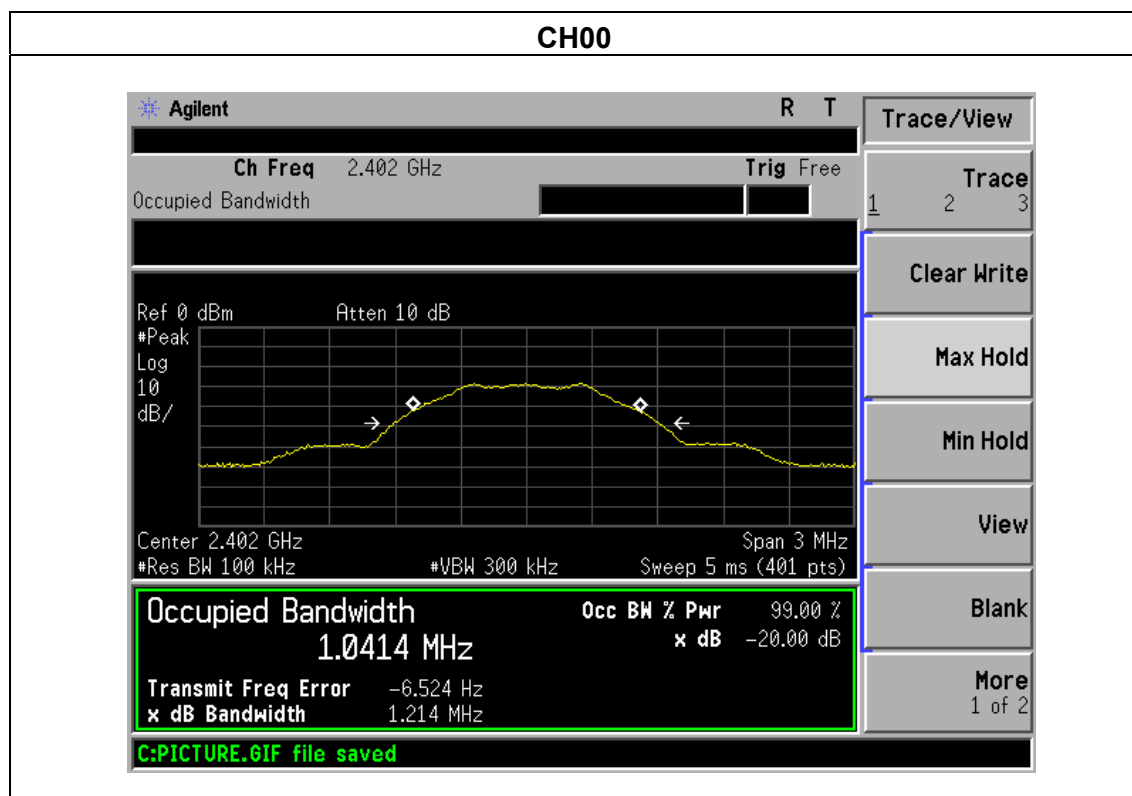 CH00
Agilent R T
Ch Freq 2.402 GHz Trig Free
Occupied Bandwidth
Ref 0 dBm Atten 10 dB
#Peak
Log
10
dB/
Center 2.402 GHz Span 3 MHz
#Res BW 100 kHz #VBW 300 kHz Sweep 5 ms (401 pts)
Occupied Bandwidth Occ BW % Pwr 99.00 %
1.0414 MHz x dB -20.00 dB
Transmit Freq Error -6.524 Hz
x dB Bandwidth 1.214 MHz
C:PICTURE.GIF file saved
Trace/View
Trace
1 2 3
Clear Write
Max Hold
Min Hold
View
Blank
More
1 of 2